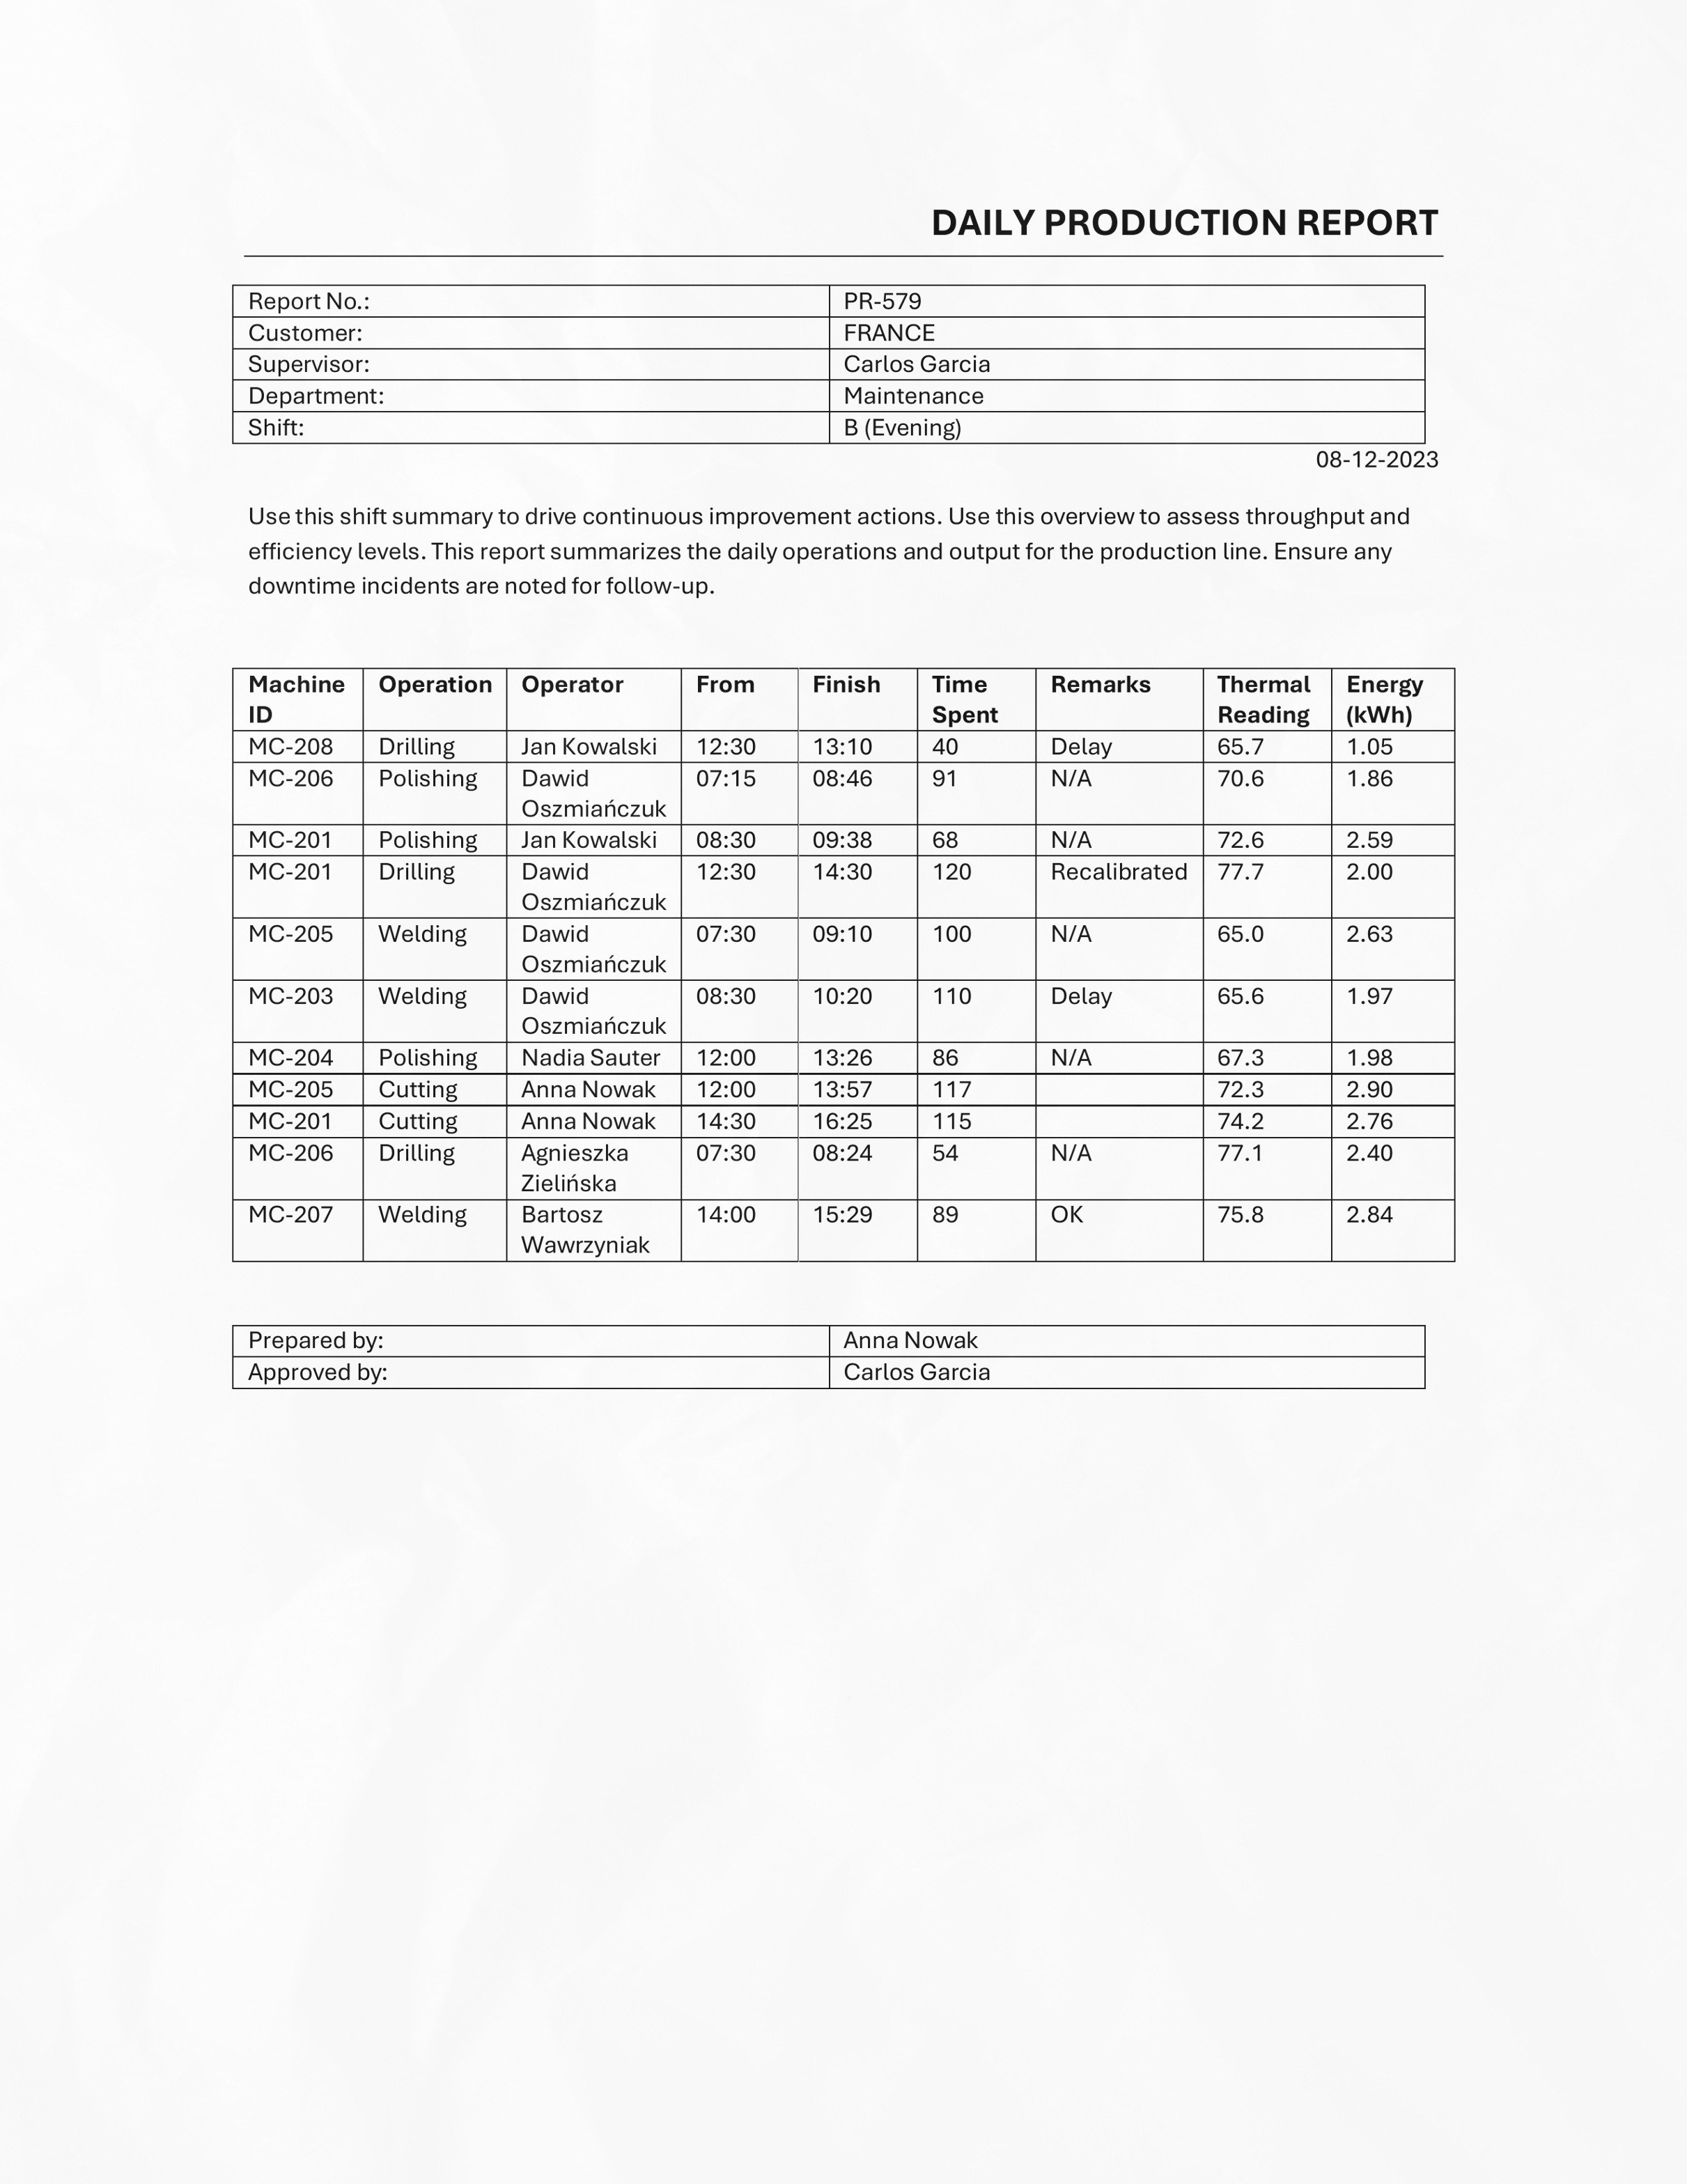 DAILY PRODUCTION REPORT
Report No.: PR-579
Customer: FRANCE
Supervisor: Carlos Garcia
Department: Maintenance
Shift: B (Evening)
08-12-2023
Use this shift summary to drive continuous improvement actions. Use this overview to assess throughput and
efficiency levels. This report summarizes the daily operations and output for the production line. Ensure any
downtime incidents are noted for follow-up.
Machine ID Operation Operator From Finish Time Spent Remarks Thermal Reading Energy (kWh)
MC-208 Drilling Jan Kowalski 12:30 13:10 40 Delay 65.7 1.05
MC-206 Polishing Dawid Oszmiańczuk 07:15 08:46 91 N/A 70.6 1.86
MC-201 Polishing Jan Kowalski 08:30 09:38 68 N/A 72.6 2.59
MC-201 Drilling Dawid Oszmiańczuk 12:30 14:30 120 Recalibrated 77.7 2.00
MC-205 Welding Dawid Oszmiańczuk 07:30 09:10 100 N/A 65.0 2.63
MC-203 Welding Dawid Oszmiańczuk 08:30 10:20 110 Delay 65.6 1.97
MC-204 Polishing Nadia Sauter 12:00 13:26 86 N/A 67.3 1.98
MC-205 Cutting Anna Nowak 12:00 13:57 117 72.3 2.90
MC-201 Cutting Anna Nowak 14:30 16:25 115 74.2 2.76
MC-206 Drilling Agnieszka Zielińska 07:30 08:24 54 N/A 77.1 2.40
MC-207 Welding Bartosz Wawrzyniak 14:00 15:29 89 OK 75.8 2.84
Prepared by: Anna Nowak
Approved by: Carlos Garcia